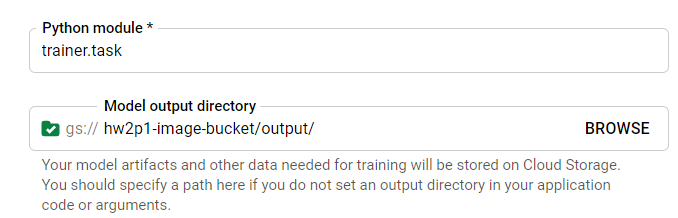 Python module *
trainer.task
Model output directory
gs:// hw2p1-image-bucket/output/ BROWSE
Your model artifacts and other data needed for training will be stored on Cloud Storage.
You should specify a path here if you do not set an output directory in your application
code or arguments.